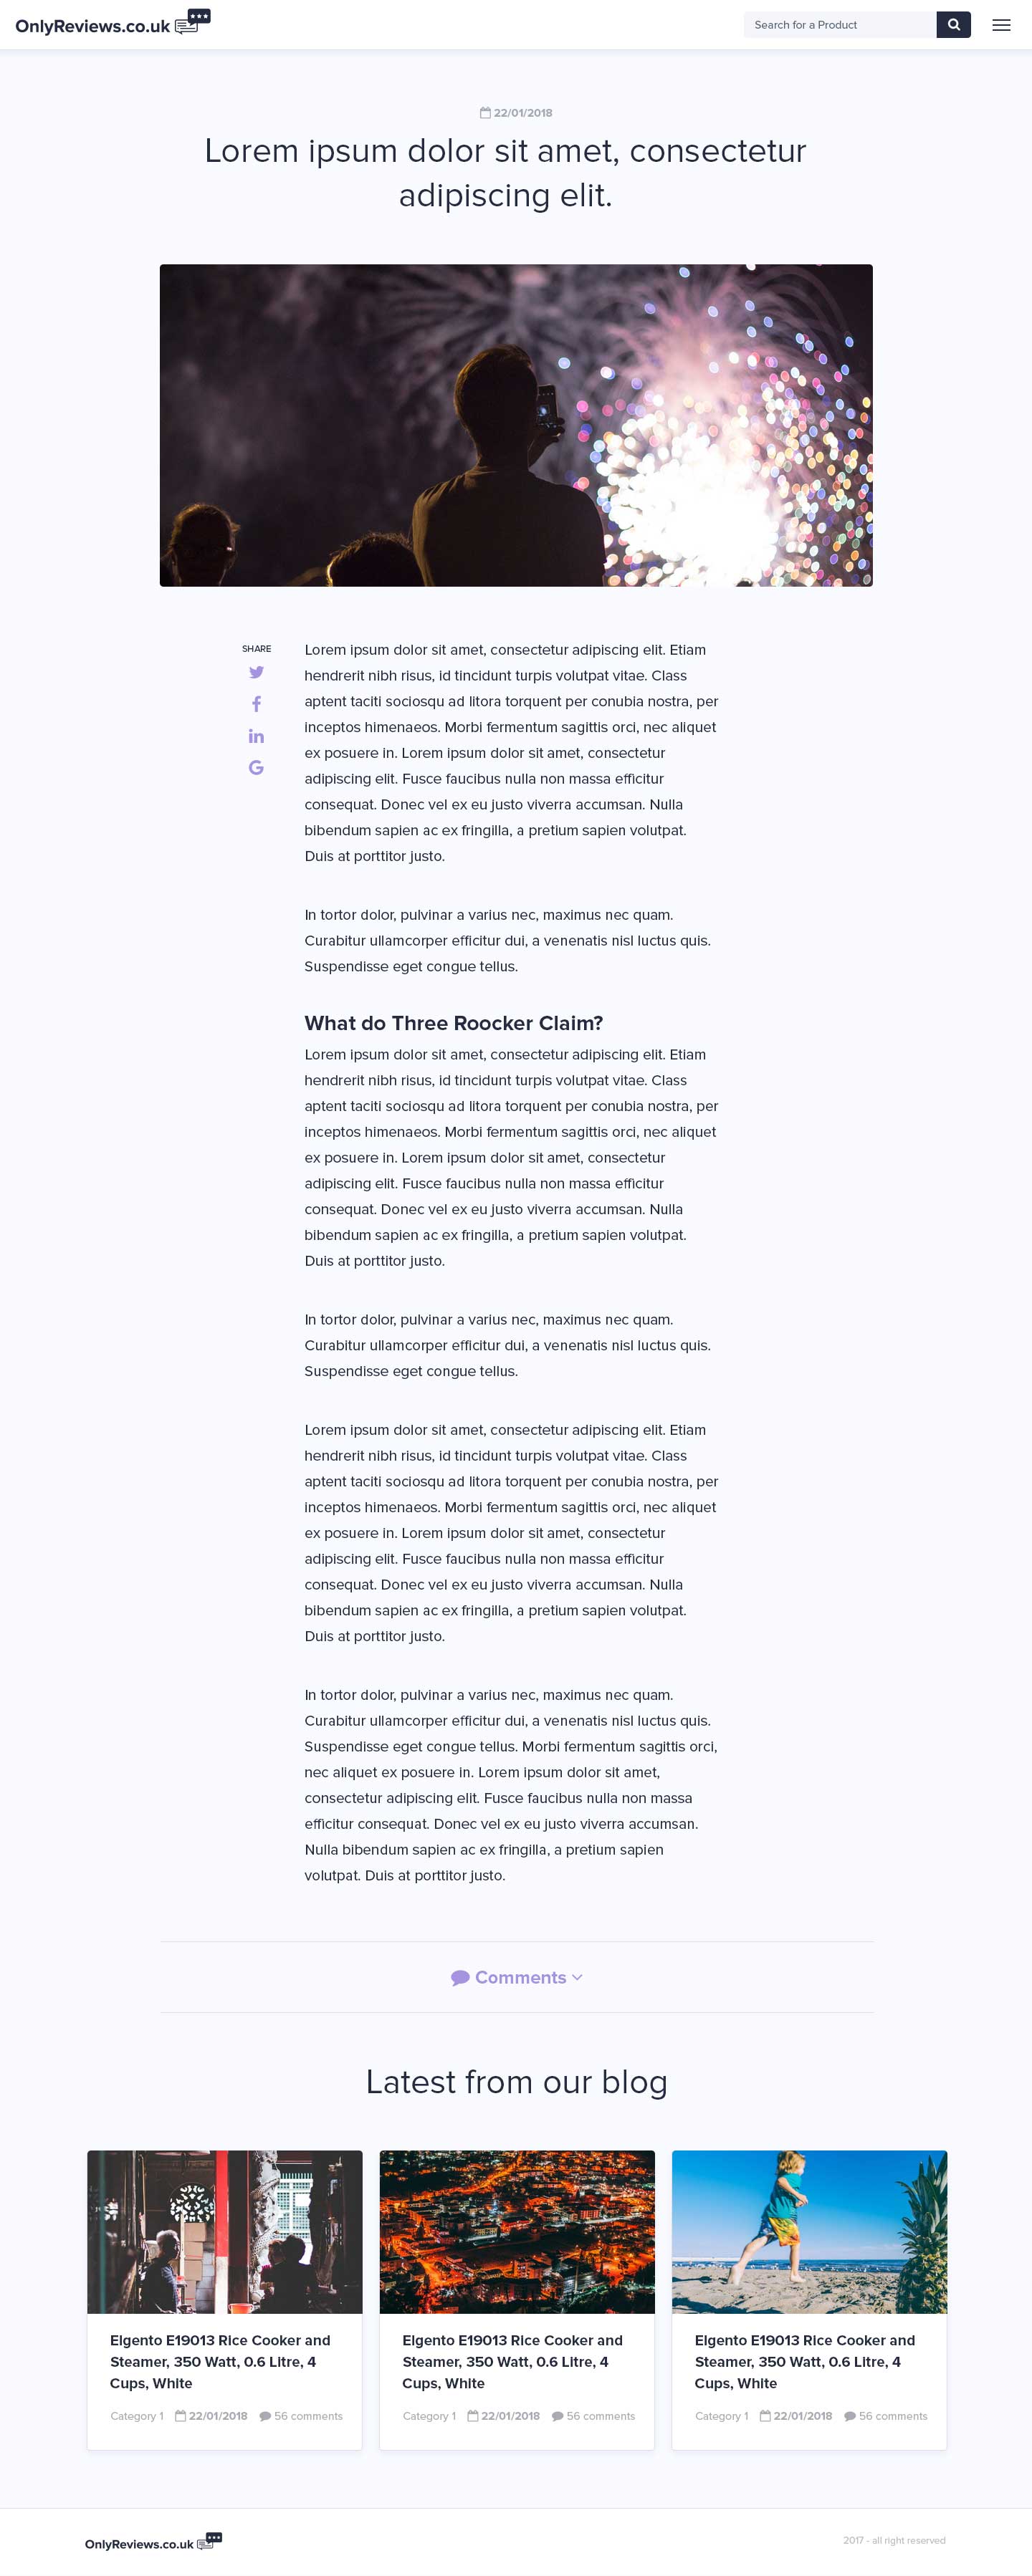 OnlyReviews.co.uk
Search for a Product
22/01/2018
Lorem ipsum dolor sit amet, consectetur
adipiscing elit.
SHARE
Lorem ipsum dolor sit amet, consectetur adipiscing elit. Etiam
hendrerit nibh risus, id tincidunt turpis volutpat vitae. Class
aptent taciti sociosqu ad litora torquent per conubia nostra, per
inceptos himenaeos. Morbi fermentum sagittis orci, nec aliquet
ex posuere in. Lorem ipsum dolor sit amet, consectetur
adipiscing elit. Fusce faucibus nulla non massa efficitur
consequat. Donec vel ex eu justo viverra accumsan. Nulla
bibendum sapien ac ex fringilla, a pretium sapien volutpat.
Duis at porttitor justo.
In tortor dolor, pulvinar a varius nec, maximus nec quam.
Curabitur ullamcorper efficitur dui, a venenatis nisl luctus quis.
Suspendisse eget congue tellus.
What do Three Roocker Claim?
Lorem ipsum dolor sit amet, consectetur adipiscing elit. Etiam
hendrerit nibh risus, id tincidunt turpis volutpat vitae. Class
aptent taciti sociosqu ad litora torquent per conubia nostra, per
inceptos himenaeos. Morbi fermentum sagittis orci, nec aliquet
ex posuere in. Lorem ipsum dolor sit amet, consectetur
adipiscing elit. Fusce faucibus nulla non massa efficitur
consequat. Donec vel ex eu justo viverra accumsan. Nulla
bibendum sapien ac ex fringilla, a pretium sapien volutpat.
Duis at porttitor justo.
In tortor dolor, pulvinar a varius nec, maximus nec quam.
Curabitur ullamcorper efficitur dui, a venenatis nisl luctus quis.
Suspendisse eget congue tellus.
Lorem ipsum dolor sit amet, consectetur adipiscing elit. Etiam
hendrerit nibh risus, id tincidunt turpis volutpat vitae. Class
aptent taciti sociosqu ad litora torquent per conubia nostra, per
inceptos himenaeos. Morbi fermentum sagittis orci, nec aliquet
ex posuere in. Lorem ipsum dolor sit amet, consectetur
adipiscing elit. Fusce faucibus nulla non massa efficitur
consequat. Donec vel ex eu justo viverra accumsan. Nulla
bibendum sapien ac ex fringilla, a pretium sapien volutpat.
Duis at porttitor justo.
In tortor dolor, pulvinar a varius nec, maximus nec quam.
Curabitur ullamcorper efficitur dui, a venenatis nisl luctus quis.
Suspendisse eget congue tellus. Morbi fermentum sagittis orci,
nec aliquet ex posuere in. Lorem ipsum dolor sit amet,
consectetur adipiscing elit. Fusce faucibus nulla non massa
efficitur consequat. Donec vel ex eu justo viverra accumsan.
Nulla bibendum sapien ac ex fringilla, a pretium sapien
volutpat. Duis at porttitor justo.
Comments
Latest from our blog
Elgento E19013 Rice Cooker and
Steamer, 350 Watt, 0.6 Litre, 4
Cups, White
Category 1 22/01/2018 56 comments
Elgento E19013 Rice Cooker and
Steamer, 350 Watt, 0.6 Litre, 4
Cups, White
Category 1 22/01/2018 56 comments
Elgento E19013 Rice Cooker and
Steamer, 350 Watt, 0.6 Litre, 4
Cups, White
Category 1 22/01/2018 56 comments
OnlyReviews.co.uk
2017 - all right reserved